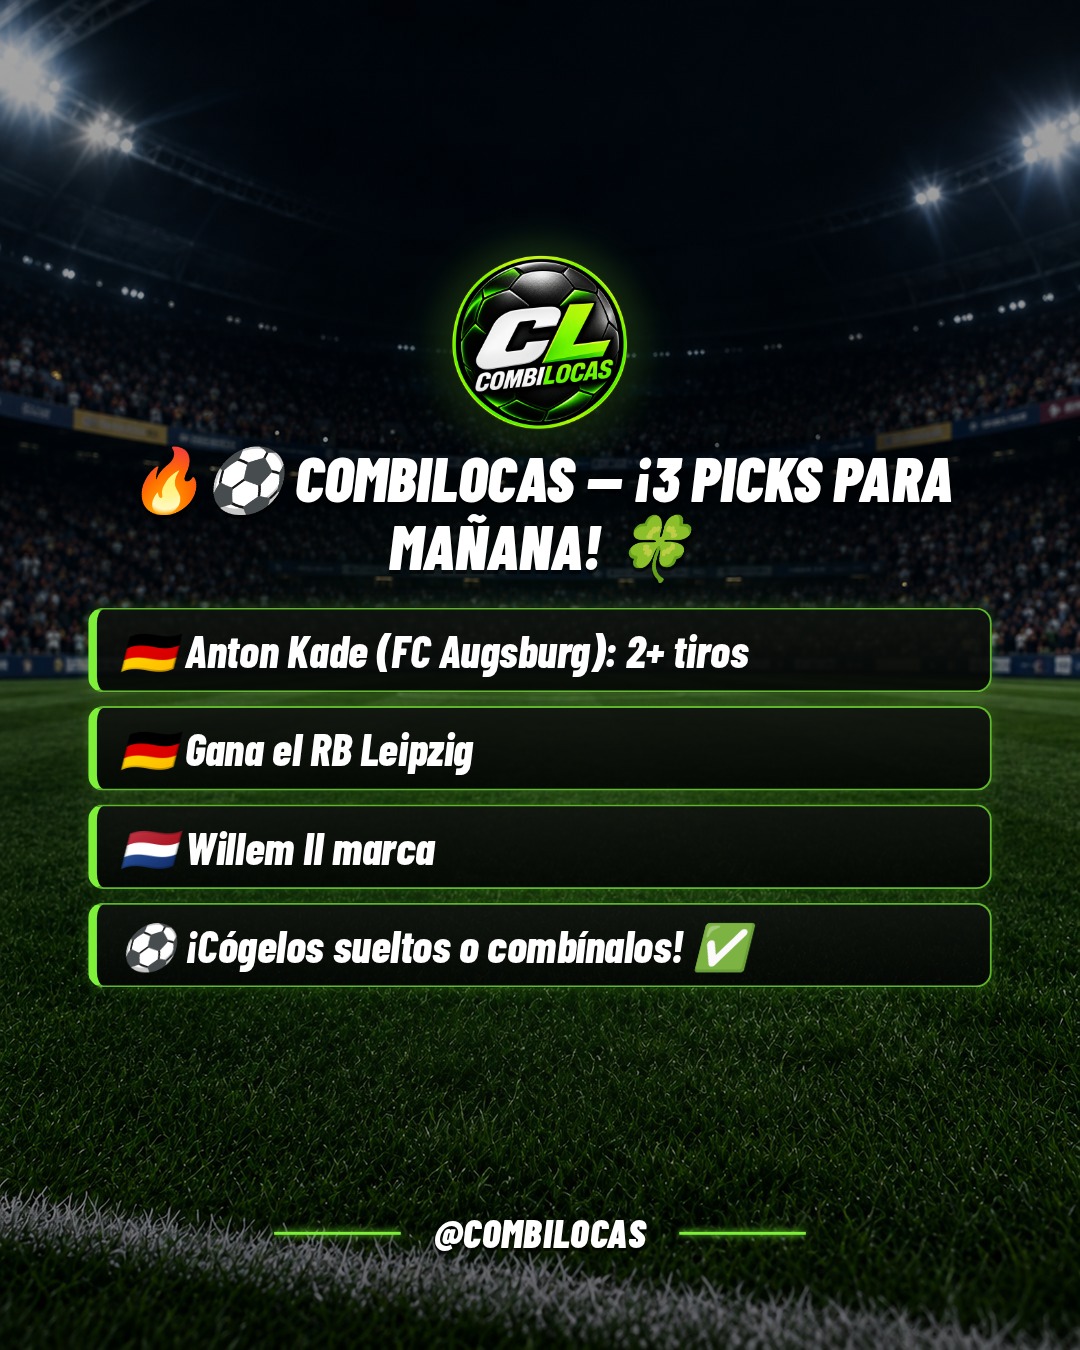 CL
COMBILOCAS
🔥⚽ COMBILOCAS – ¡3 PICKS PARA
MAÑANA! 🍀
🇩🇪 Anton Kade (FC Augsburg): 2+ tiros
🇩🇪 Gana el RB Leipzig
🇳🇱 Willem II marca
⚽ ¡Cógelos sueltos o combínalos! ✅
@COMBILOCAS